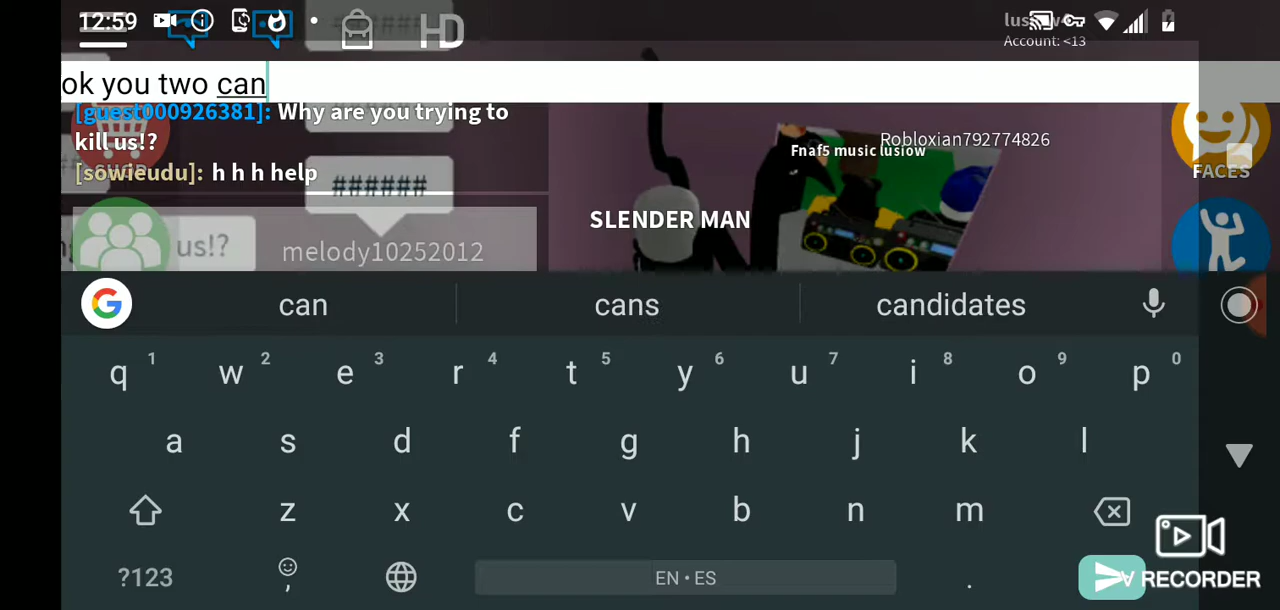 12:59
HD
Account: <13
ok you two can
[guest000926381]: Why are you trying to
kill us!?
[sowieudu]: h h h help
######
us!?
melody10252012
Robloxian792774826
Fnaf5 music lusiow
SLENDER MAN
FACES
can cans candidates
q 1 w 2 e 3 r 4 t 5 y 6 u 7 i 8 o 9 p 0
a s d f g h j k l
z x c v b n m
?123 , EN • ES .
RECORDER